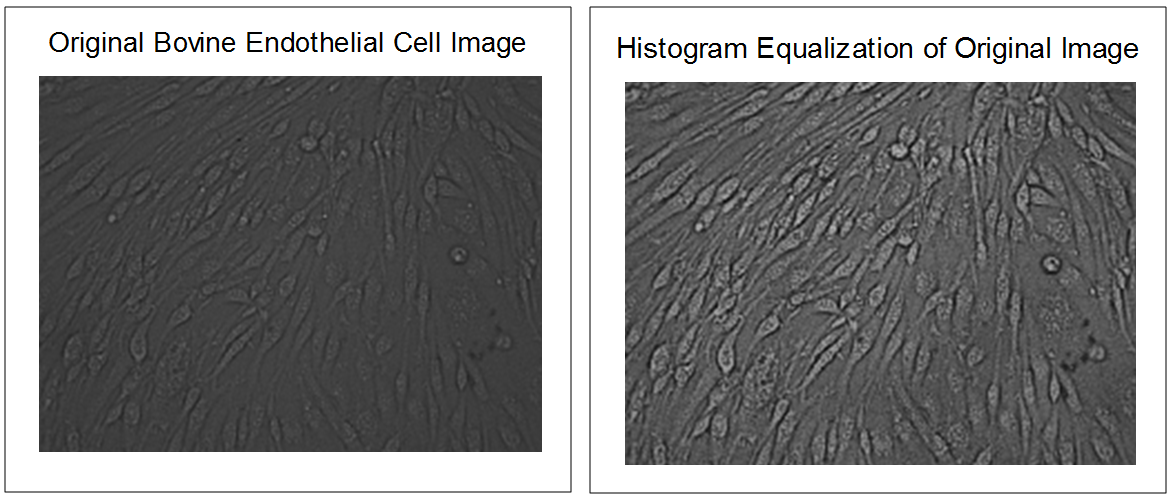 Original Bovine Endothelial Cell Image
Histogram Equalization of Original Image